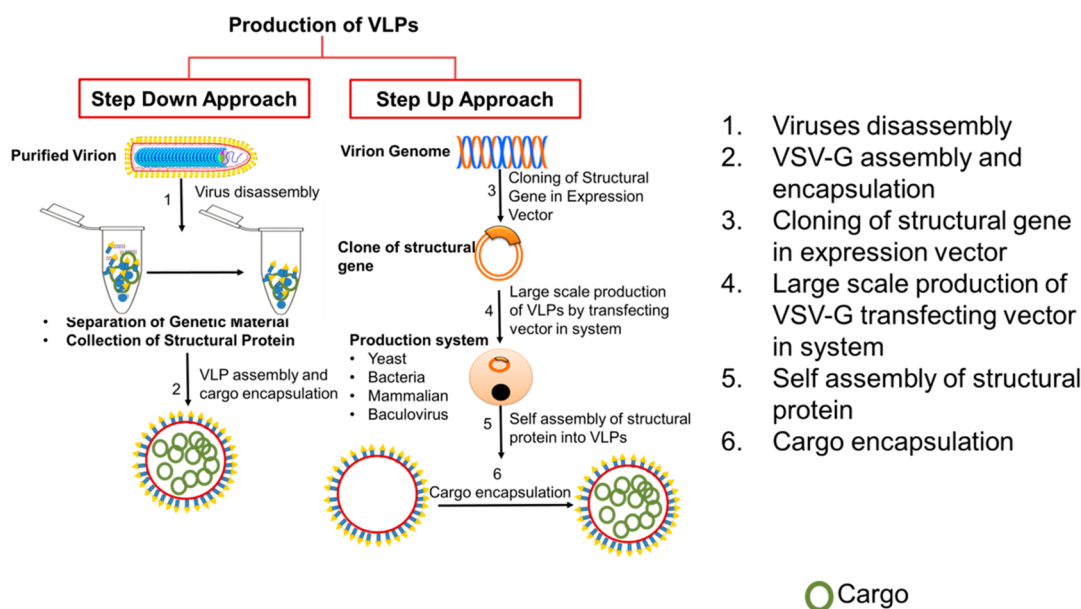 Production of VLPs
Step Down Approach
Step Up Approach
Purified Virion
1
Virus disassembly
• Separation of Genetic Material
• Collection of Structural Protein
2
VLP assembly and
cargo encapsulation
Virion Genome
3
Cloning of Structural
Gene in Expression
Vector
Clone of structural
gene
4
Large scale production
of VLPs by transfecting
vector in system
Production system
• Yeast
• Bacteria
• Mammalian
• Baculovirus
5
Self assembly of structural
protein into VLPs
6
Cargo encapsulation
1. Viruses disassembly
2. VSV-G assembly and
encapsulation
3. Cloning of structural gene
in expression vector
4. Large scale production of
VSV-G transfecting vector
in system
5. Self assembly of structural
protein
6. Cargo encapsulation
Cargo